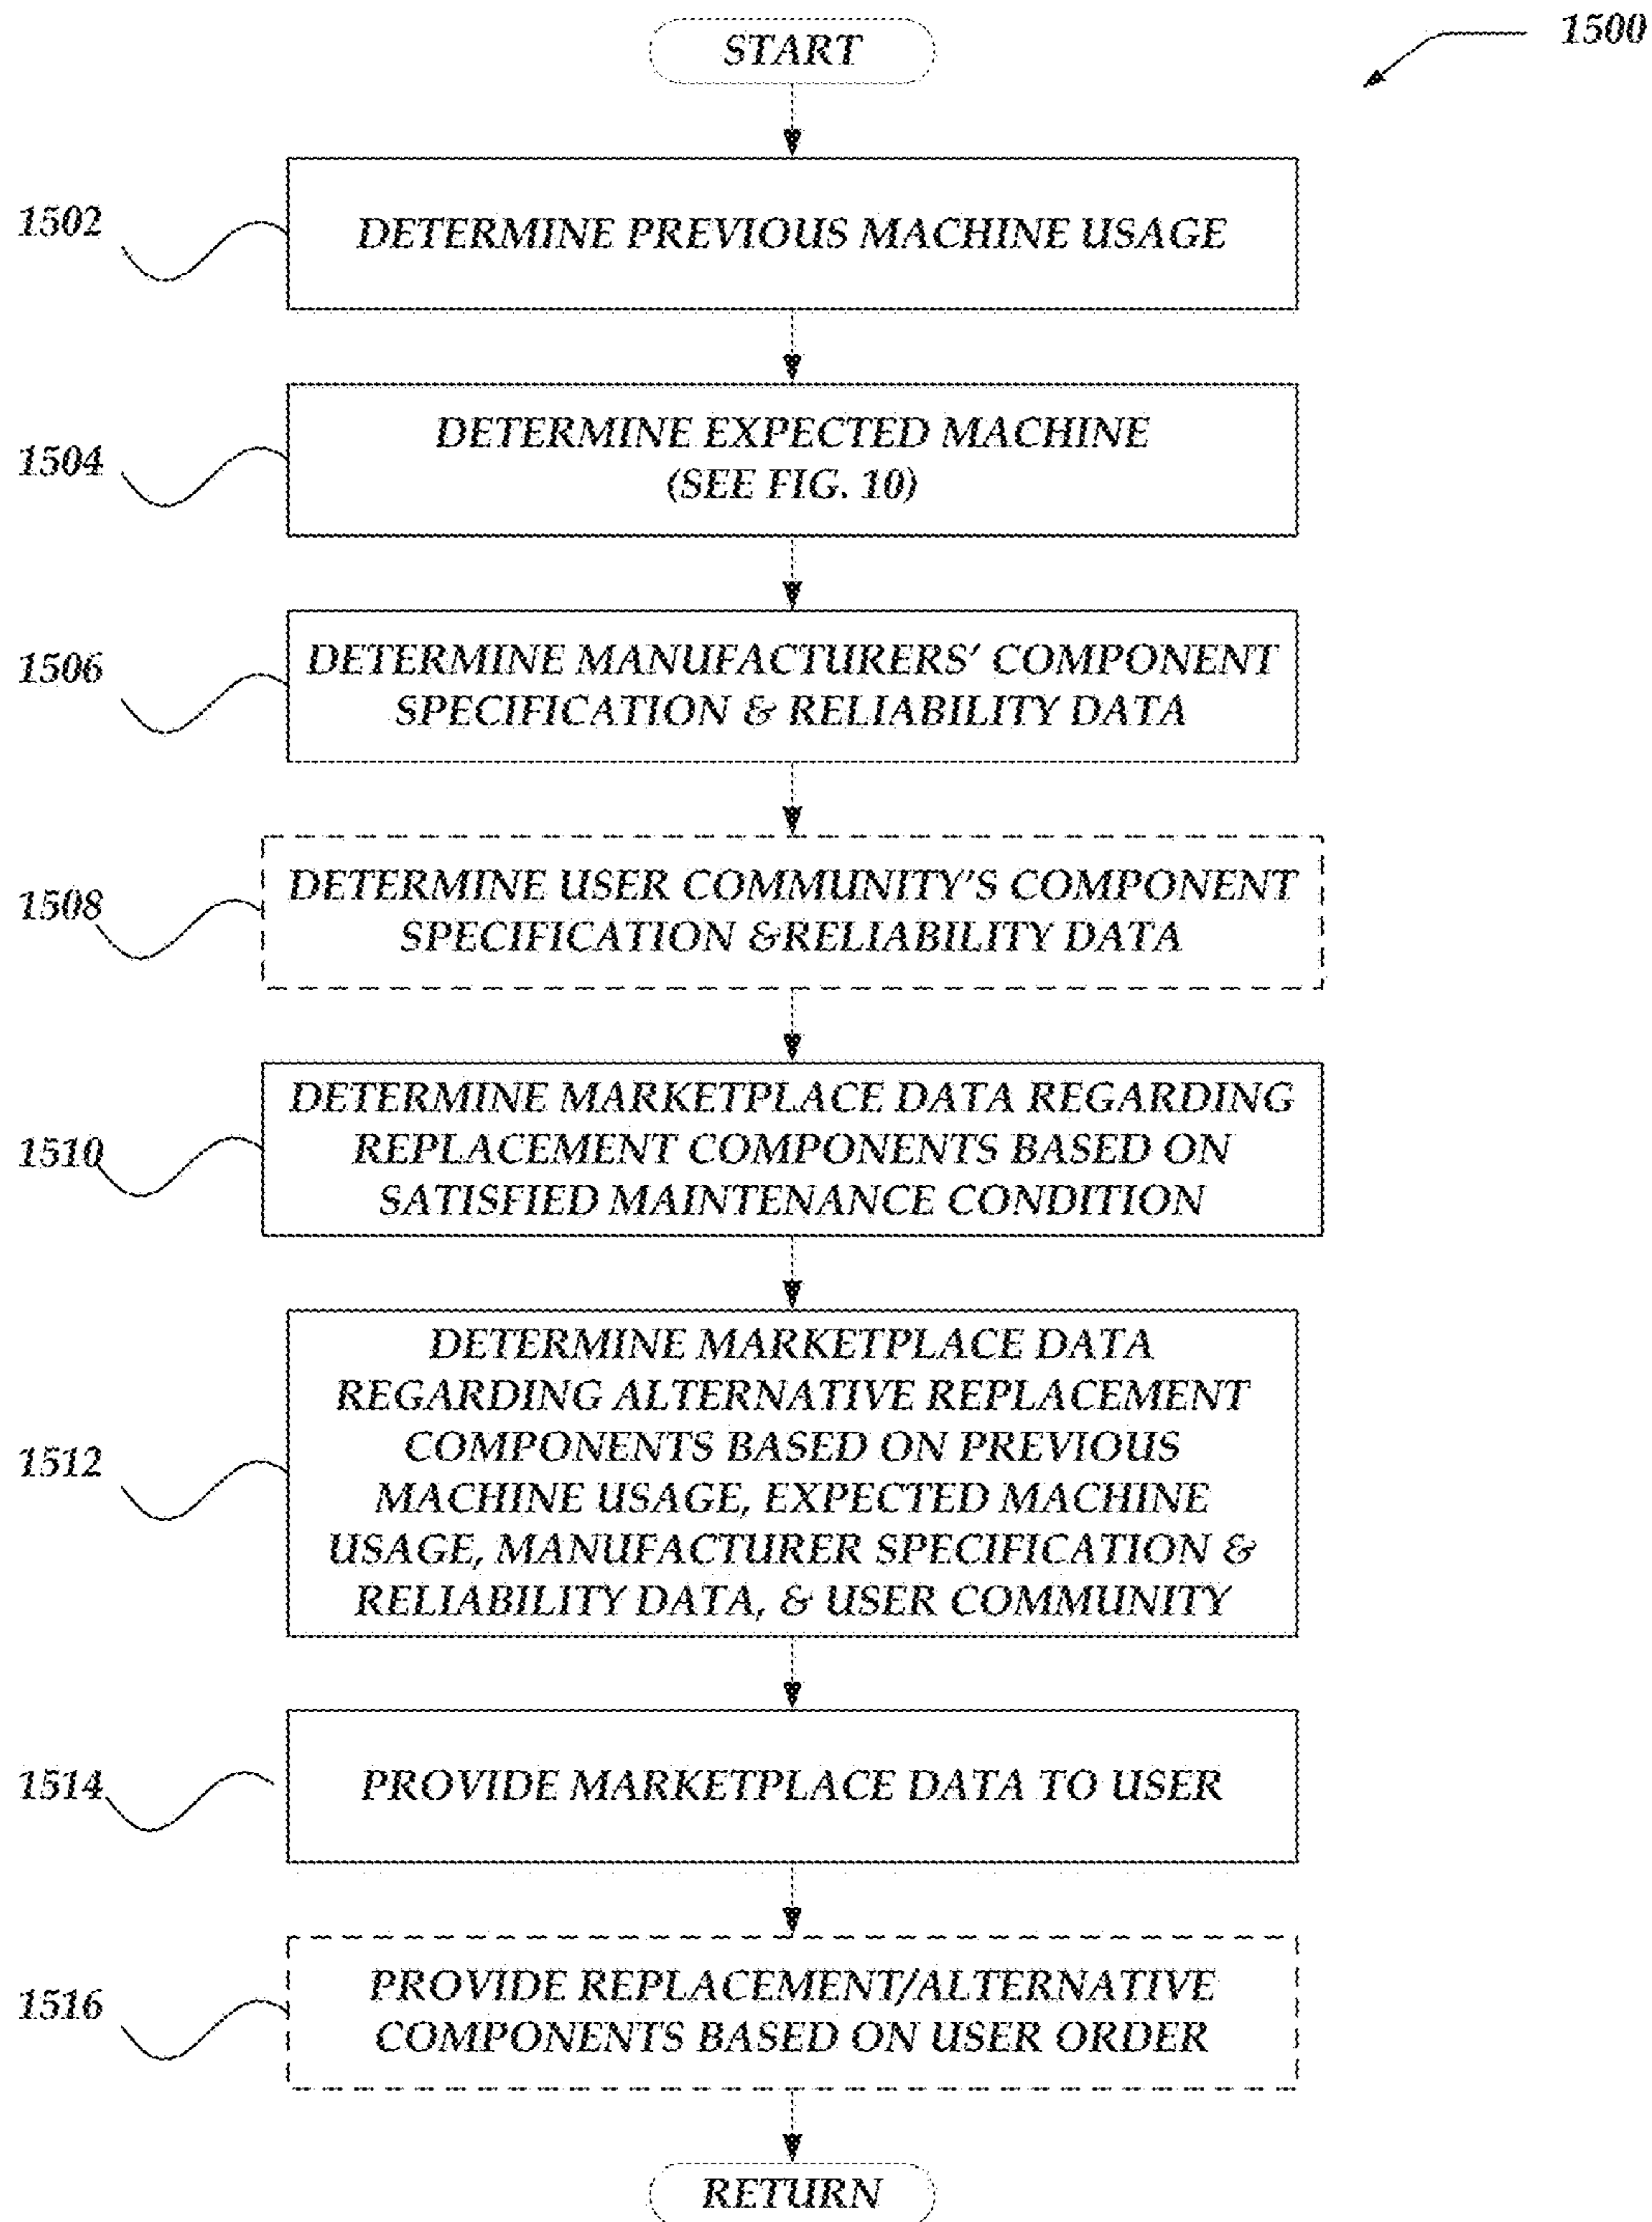 START
1500
1502
DETERMINE PREVIOUS MACHINE USAGE
1504
DETERMINE EXPECTED MACHINE
(SEE FIG. 10)
1506
DETERMINE MANUFACTURERS' COMPONENT
SPECIFICATION & RELIABILITY DATA
1508
DETERMINE USER COMMUNITY'S COMPONENT
SPECIFICATION &RELIABILITY DATA
1510
DETERMINE MARKETPLACE DATA REGARDING
REPLACEMENT COMPONENTS BASED ON
SATISFIED MAINTENANCE CONDITION
1512
DETERMINE MARKETPLACE DATA
REGARDING ALTERNATIVE REPLACEMENT
COMPONENTS BASED ON PREVIOUS
MACHINE USAGE, EXPECTED MACHINE
USAGE, MANUFACTURER SPECIFICATION &
RELIABILITY DATA, & USER COMMUNITY
1514
PROVIDE MARKETPLACE DATA TO USER
1516
PROVIDE REPLACEMENT/ALTERNATIVE
COMPONENTS BASED ON USER ORDER
RETURN